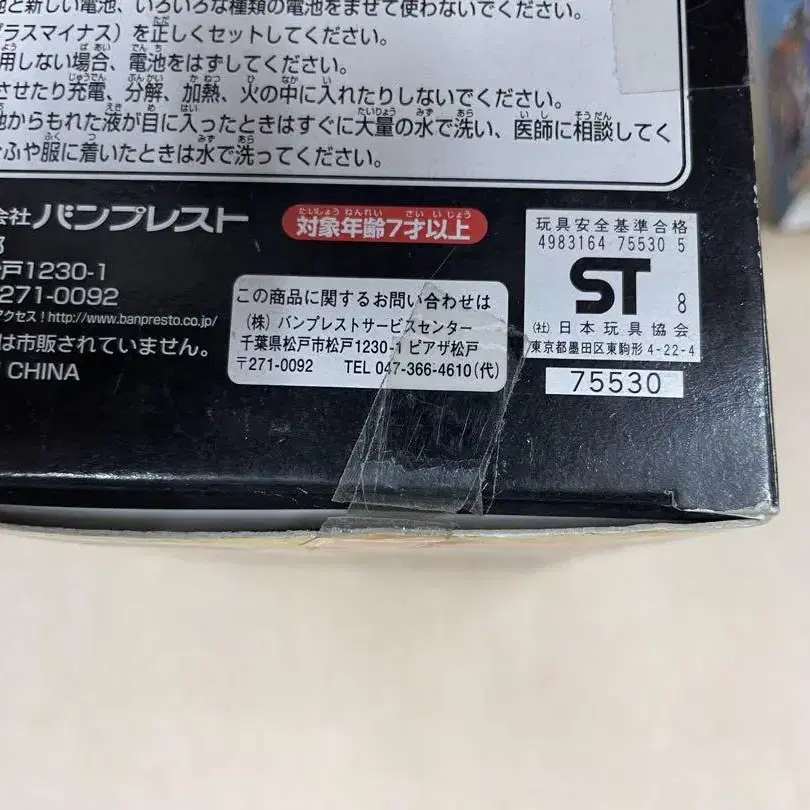 池と新しい電池、いろいろな種類の電池をまぜて使わないでください。
プラスマイナス）を正しくセットしてください。
用しない場合、電池をはずしてください。
させたり充電、分解、加熱、火の中に入れたりしないでください。
池からもれた液が目に入ったときはすぐに大量の水で洗い、医師に相談してく
ふや服に着いたときは水で洗ってください。
会社 バンプレスト
対象年齢7才以上
戸1230-1
271-0092
アクセス！http://www.banpresto.co.jp/
は市販されていません。
CHINA
この商品に関するお問い合わせは
（株）バンプレストサービスセンター
千葉県松戸市松戸1230-1 ピアザ松戸
〒271-0092 TEL 047-366-4610(代)
玩具安全基準合格
4983164 75530 5
ST 8
(社) 日本玩具協会
東京都墨田区東駒形 4-22-4
75530